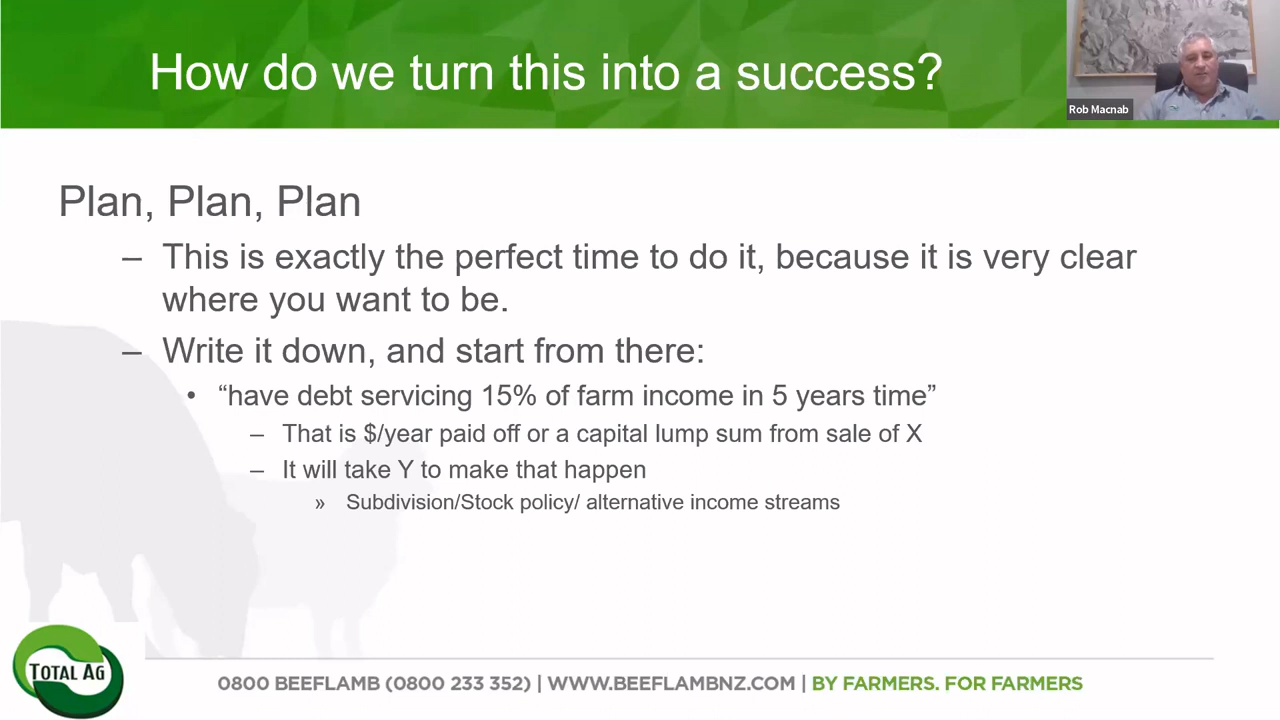 How do we turn this into a success?
Rob Macnab
Plan, Plan, Plan
– This is exactly the perfect time to do it, because it is very clear
where you want to be.
– Write it down, and start from there:
• “have debt servicing 15% of farm income in 5 years time”
– That is $/year paid off or a capital lump sum from sale of X
– It will take Y to make that happen
» Subdivision/Stock policy/ alternative income streams
TOTAL AG
0800 BEEFLAMB (0800 233 352) | WWW.BEEFLAMBNZ.COM | BY FARMERS. FOR FARMERS